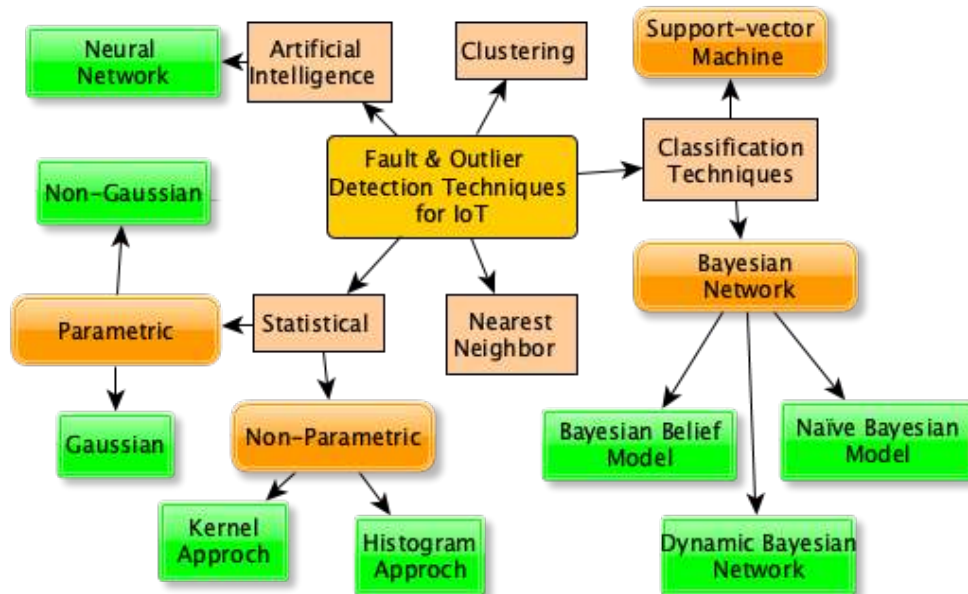 Neural
Network
Artificial
Intelligence
Clustering
Support-vector
Machine
Fault & Outlier
Detection Techniques
for IoT
Classification
Techniques
Non-Gaussian
Bayesian
Network
Parametric
Statistical
Nearest
Neighbor
Gaussian
Non-Parametric
Bayesian Belief
Model
Naïve Bayesian
Model
Kernel
Approch
Histogram
Approch
Dynamic Bayesian
Network